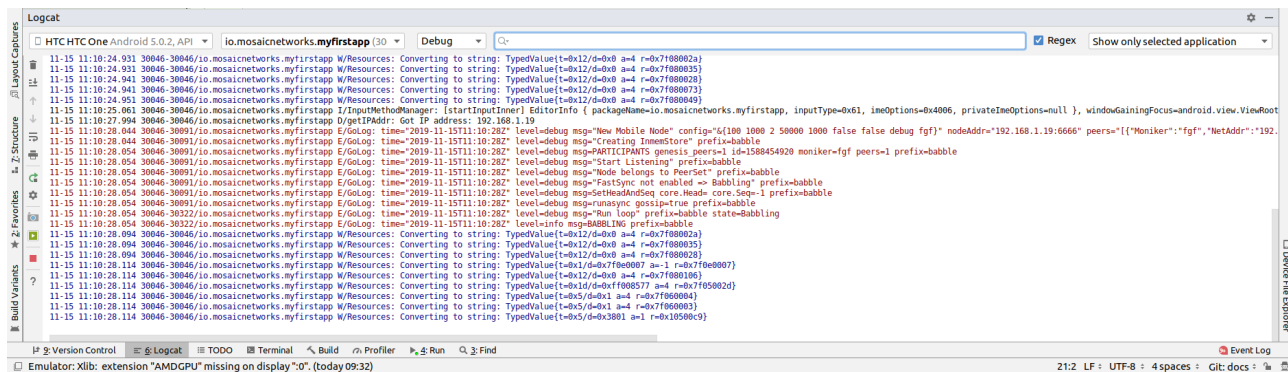 Logcat
HTC HTC One Android 5.0.2, API
io.mosaicnetworks.myfirstapp (30
Debug
Regex
Show only selected application
11-15 11:10:24.931 30046-30046/io.mosaicnetworks.myfirstapp W/Resources: Converting to string: TypedValue{t=0x12/d=0x0 a=4 r=0x7f08002a}
11-15 11:10:24.931 30046-30046/io.mosaicnetworks.myfirstapp W/Resources: Converting to string: TypedValue{t=0x12/d=0x0 a=4 r=0x7f080035}
11-15 11:10:24.941 30046-30046/io.mosaicnetworks.myfirstapp W/Resources: Converting to string: TypedValue{t=0x12/d=0x0 a=4 r=0x7f080028}
11-15 11:10:24.941 30046-30046/io.mosaicnetworks.myfirstapp W/Resources: Converting to string: TypedValue{t=0x12/d=0x0 a=4 r=0x7f080073}
11-15 11:10:24.951 30046-30046/io.mosaicnetworks.myfirstapp W/Resources: Converting to string: TypedValue{t=0x12/d=0x0 a=4 r=0x7f080049}
11-15 11:10:25.061 30046-30046/io.mosaicnetworks.myfirstapp I/InputMethodManager: [startInputInner] EditorInfo { packageName=io.mosaicnetworks.myfirstapp, inputType=0x61, imeOptions=0x4006, privateImeOptions=null }, windowGainingFocus=android.view.ViewRoot
11-15 11:10:27.994 30046-30046/io.mosaicnetworks.myfirstapp D/getIPAddr: Got IP address: 192.168.1.19
11-15 11:10:28.044 30046-30091/io.mosaicnetworks.myfirstapp E/GoLog: time="2019-11-15T11:10:28Z" level=debug msg="New Mobile Node" config="&{100 1000 2 50000 1000 false false debug fgf}" nodeAddr="192.168.1.19:6666" peers="[{"Moniker":"fgf","NetAddr":"192.
11-15 11:10:28.044 30046-30091/io.mosaicnetworks.myfirstapp E/GoLog: time="2019-11-15T11:10:28Z" level=debug msg="Creating InmemStore" prefix=babble
11-15 11:10:28.054 30046-30091/io.mosaicnetworks.myfirstapp E/GoLog: time="2019-11-15T11:10:28Z" level=debug msg=PARTICIPANTS genesis_peers=1 id=1588454920 moniker=fgf peers=1 prefix=babble
11-15 11:10:28.054 30046-30091/io.mosaicnetworks.myfirstapp E/GoLog: time="2019-11-15T11:10:28Z" level=debug msg="Start Listening" prefix=babble
11-15 11:10:28.054 30046-30091/io.mosaicnetworks.myfirstapp E/GoLog: time="2019-11-15T11:10:28Z" level=debug msg="Node belongs to PeerSet" prefix=babble
11-15 11:10:28.054 30046-30091/io.mosaicnetworks.myfirstapp E/GoLog: time="2019-11-15T11:10:28Z" level=debug msg="FastSync not enabled => Babbling" prefix=babble
11-15 11:10:28.054 30046-30091/io.mosaicnetworks.myfirstapp E/GoLog: time="2019-11-15T11:10:28Z" level=debug msg=SetHeadAndSeq core.Head= core.Seq=-1 prefix=babble
11-15 11:10:28.054 30046-30091/io.mosaicnetworks.myfirstapp E/GoLog: time="2019-11-15T11:10:28Z" level=debug msg=runasync gossip=true prefix=babble
11-15 11:10:28.054 30046-30322/io.mosaicnetworks.myfirstapp E/GoLog: time="2019-11-15T11:10:28Z" level=debug msg="Run loop" prefix=babble state=Babbling
11-15 11:10:28.054 30046-30322/io.mosaicnetworks.myfirstapp E/GoLog: time="2019-11-15T11:10:28Z" level=info msg=BABBLING prefix=babble
11-15 11:10:28.094 30046-30046/io.mosaicnetworks.myfirstapp W/Resources: Converting to string: TypedValue{t=0x12/d=0x0 a=4 r=0x7f08002a}
11-15 11:10:28.094 30046-30046/io.mosaicnetworks.myfirstapp W/Resources: Converting to string: TypedValue{t=0x12/d=0x0 a=4 r=0x7f080035}
11-15 11:10:28.094 30046-30046/io.mosaicnetworks.myfirstapp W/Resources: Converting to string: TypedValue{t=0x12/d=0x0 a=4 r=0x7f080028}
11-15 11:10:28.114 30046-30046/io.mosaicnetworks.myfirstapp W/Resources: Converting to string: TypedValue{t=0x1/d=0x7f0e0007 a=-1 r=0x7f0e0007}
11-15 11:10:28.114 30046-30046/io.mosaicnetworks.myfirstapp W/Resources: Converting to string: TypedValue{t=0x12/d=0x0 a=4 r=0x7f080106}
11-15 11:10:28.114 30046-30046/io.mosaicnetworks.myfirstapp W/Resources: Converting to string: TypedValue{t=0x1d/d=0xff008577 a=4 r=0x7f05002d}
11-15 11:10:28.114 30046-30046/io.mosaicnetworks.myfirstapp W/Resources: Converting to string: TypedValue{t=0x5/d=0x1 a=4 r=0x7f060004}
11-15 11:10:28.114 30046-30046/io.mosaicnetworks.myfirstapp W/Resources: Converting to string: TypedValue{t=0x5/d=0x1 a=4 r=0x7f060003}
11-15 11:10:28.114 30046-30046/io.mosaicnetworks.myfirstapp W/Resources: Converting to string: TypedValue{t=0x5/d=0x3801 a=1 r=0x10500c9}
Layout Captures
7: Structure
2: Favorites
Build Variants
Device File Explorer
9: Version Control
6: Logcat
TODO
Terminal
Build
Profiler
4: Run
3: Find
Event Log
Emulator: Xlib: extension "AMDGPU" missing on display ":0". (today 09:32)
21:2 LF UTF-8 4 spaces Git: docs